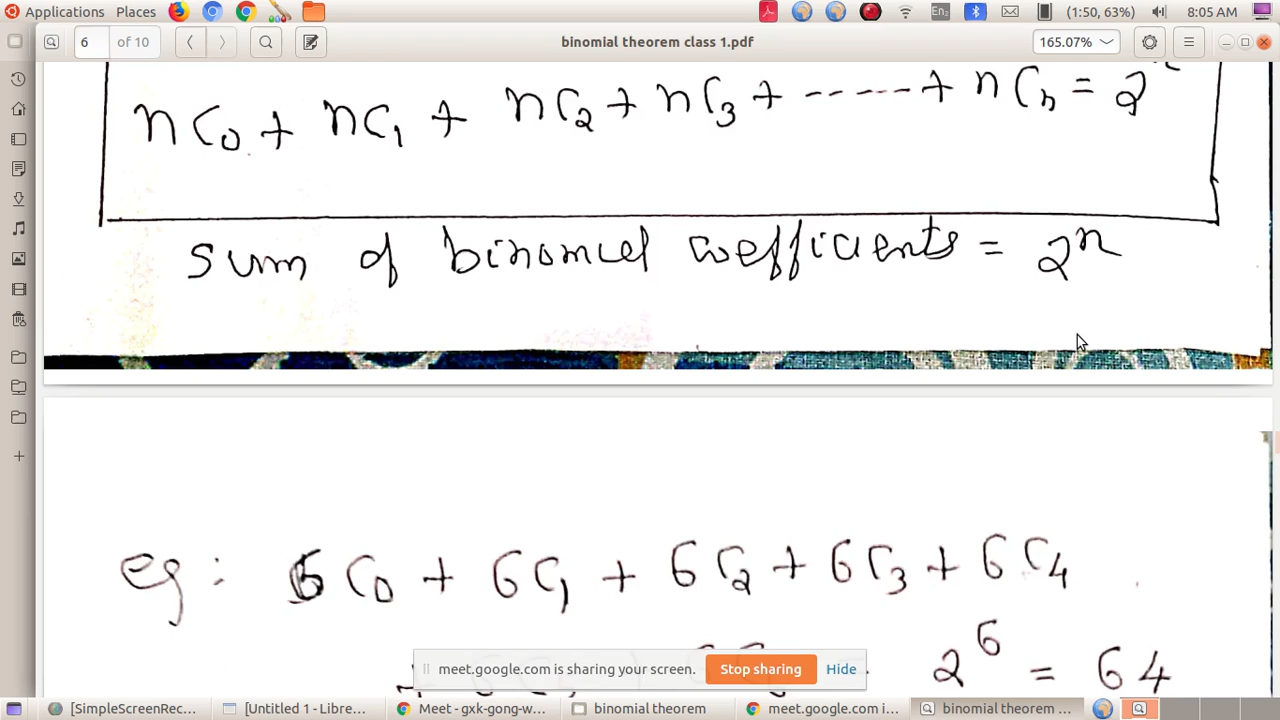 Applications Places En₂ (1:50, 63%) 8:05 AM
6 of 10 binomial theorem class 1.pdf 165.07%
nC₀ + nC₁ + nC₂ + nC₃ + ------ + nCₙ = 2ⁿ
sum of binomial coefficients = 2ⁿ
eg: 6C₀ + 6C₁ + 6C₂ + 6C₃ + 6C₄
2⁶ = 64
meet.google.com is sharing your screen. Stop sharing Hide
[SimpleScreenRec... [Untitled 1 - Libre... Meet - gxk-gong-w... binomial theorem meet.google.com i... binomial theorem ...